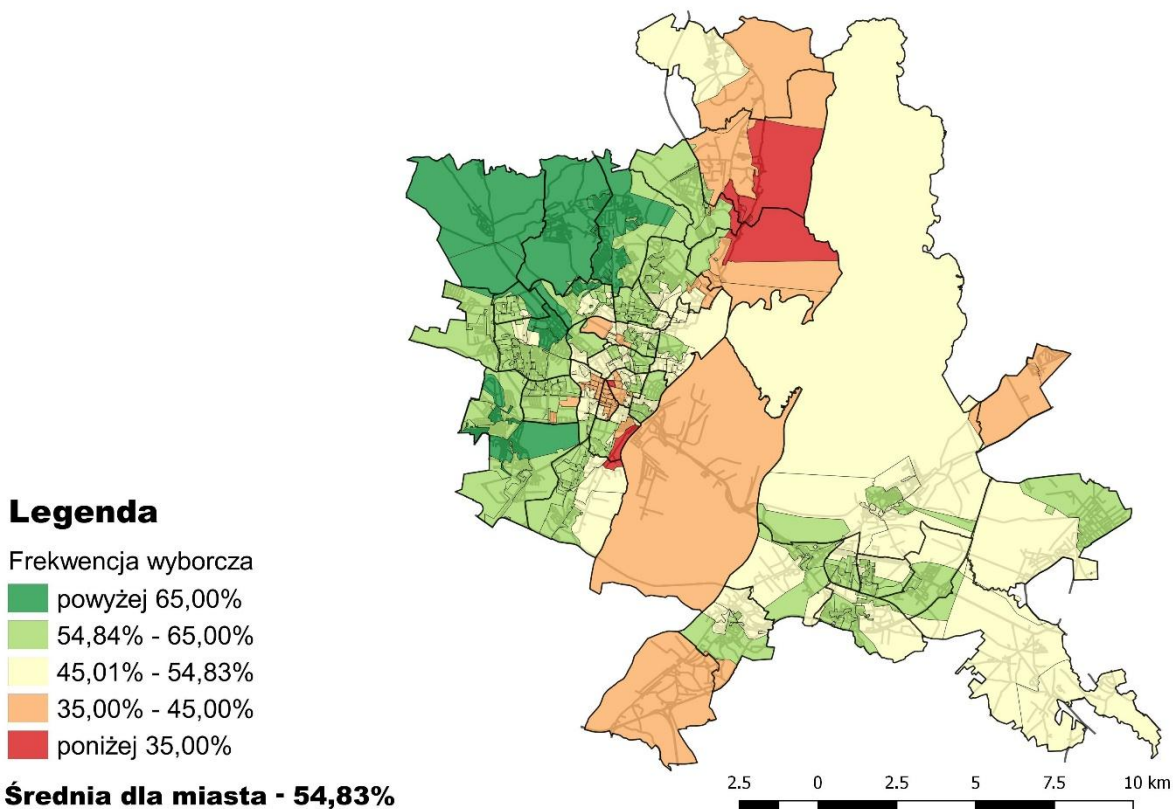 Legenda
Frekwencja wyborcza
powyżej 65,00%
54,84% - 65,00%
45,01% - 54,83%
35,00% - 45,00%
poniżej 35,00%
Średnia dla miasta - 54,83%
2.5 0 2.5 5 7.5 10 km